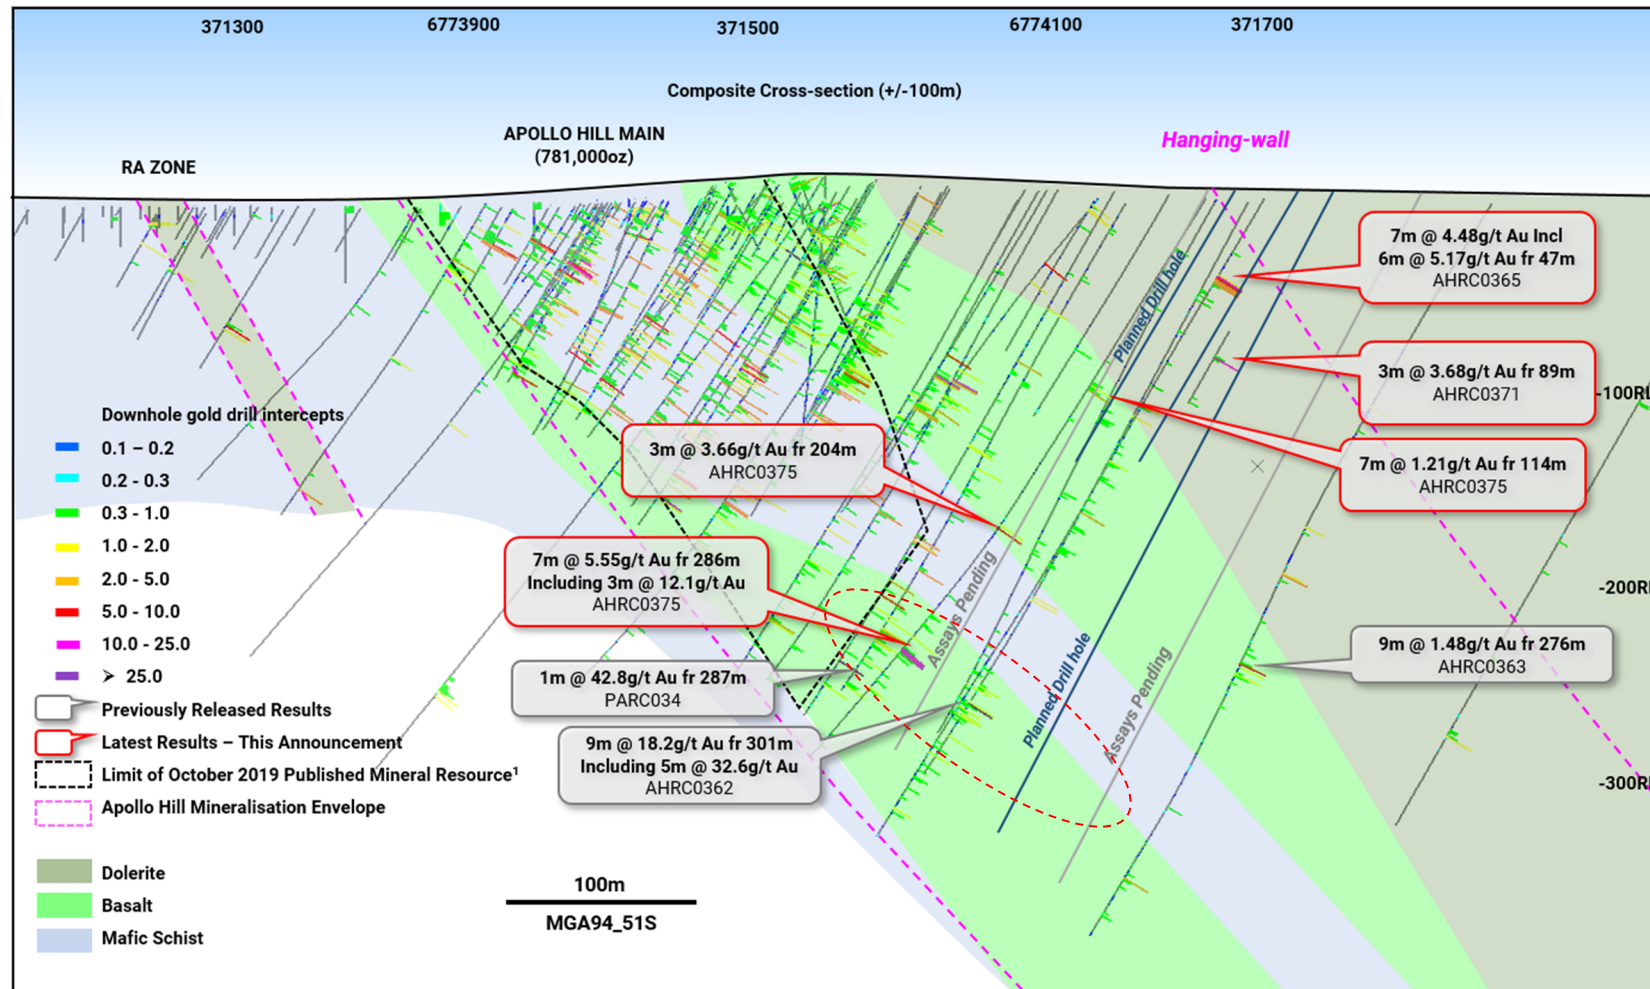 371300
6773900
371500
6774100
371700
Composite Cross-section (+/-100m)
APOLLO HILL MAIN
(781,000oz)
Hanging-wall
RA ZONE
7m @ 4.48g/t Au Incl
6m @ 5.17g/t Au fr 47m
AHRC0365
Planned Drill hole
3m @ 3.68g/t Au fr 89m
AHRC0371
-100RL
3m @ 3.66g/t Au fr 204m
AHRC0375
7m @ 1.21g/t Au fr 114m
AHRC0375
7m @ 5.55g/t Au fr 286m
Including 3m @ 12.1g/t Au
AHRC0375
Assays Pending
-200RL
1m @ 42.8g/t Au fr 287m
PARC034
Planned Drill hole
Assays Pending
9m @ 1.48g/t Au fr 276m
AHRC0363
9m @ 18.2g/t Au fr 301m
Including 5m @ 32.6g/t Au
AHRC0362
-300RL
Downhole gold drill intercepts
0.1 – 0.2
0.2 - 0.3
0.3 - 1.0
1.0 - 2.0
2.0 - 5.0
5.0 - 10.0
10.0 - 25.0
➢ 25.0
Previously Released Results
Latest Results – This Announcement
Limit of October 2019 Published Mineral Resource¹
Apollo Hill Mineralisation Envelope
Dolerite
Basalt
Mafic Schist
100m
MGA94_51S